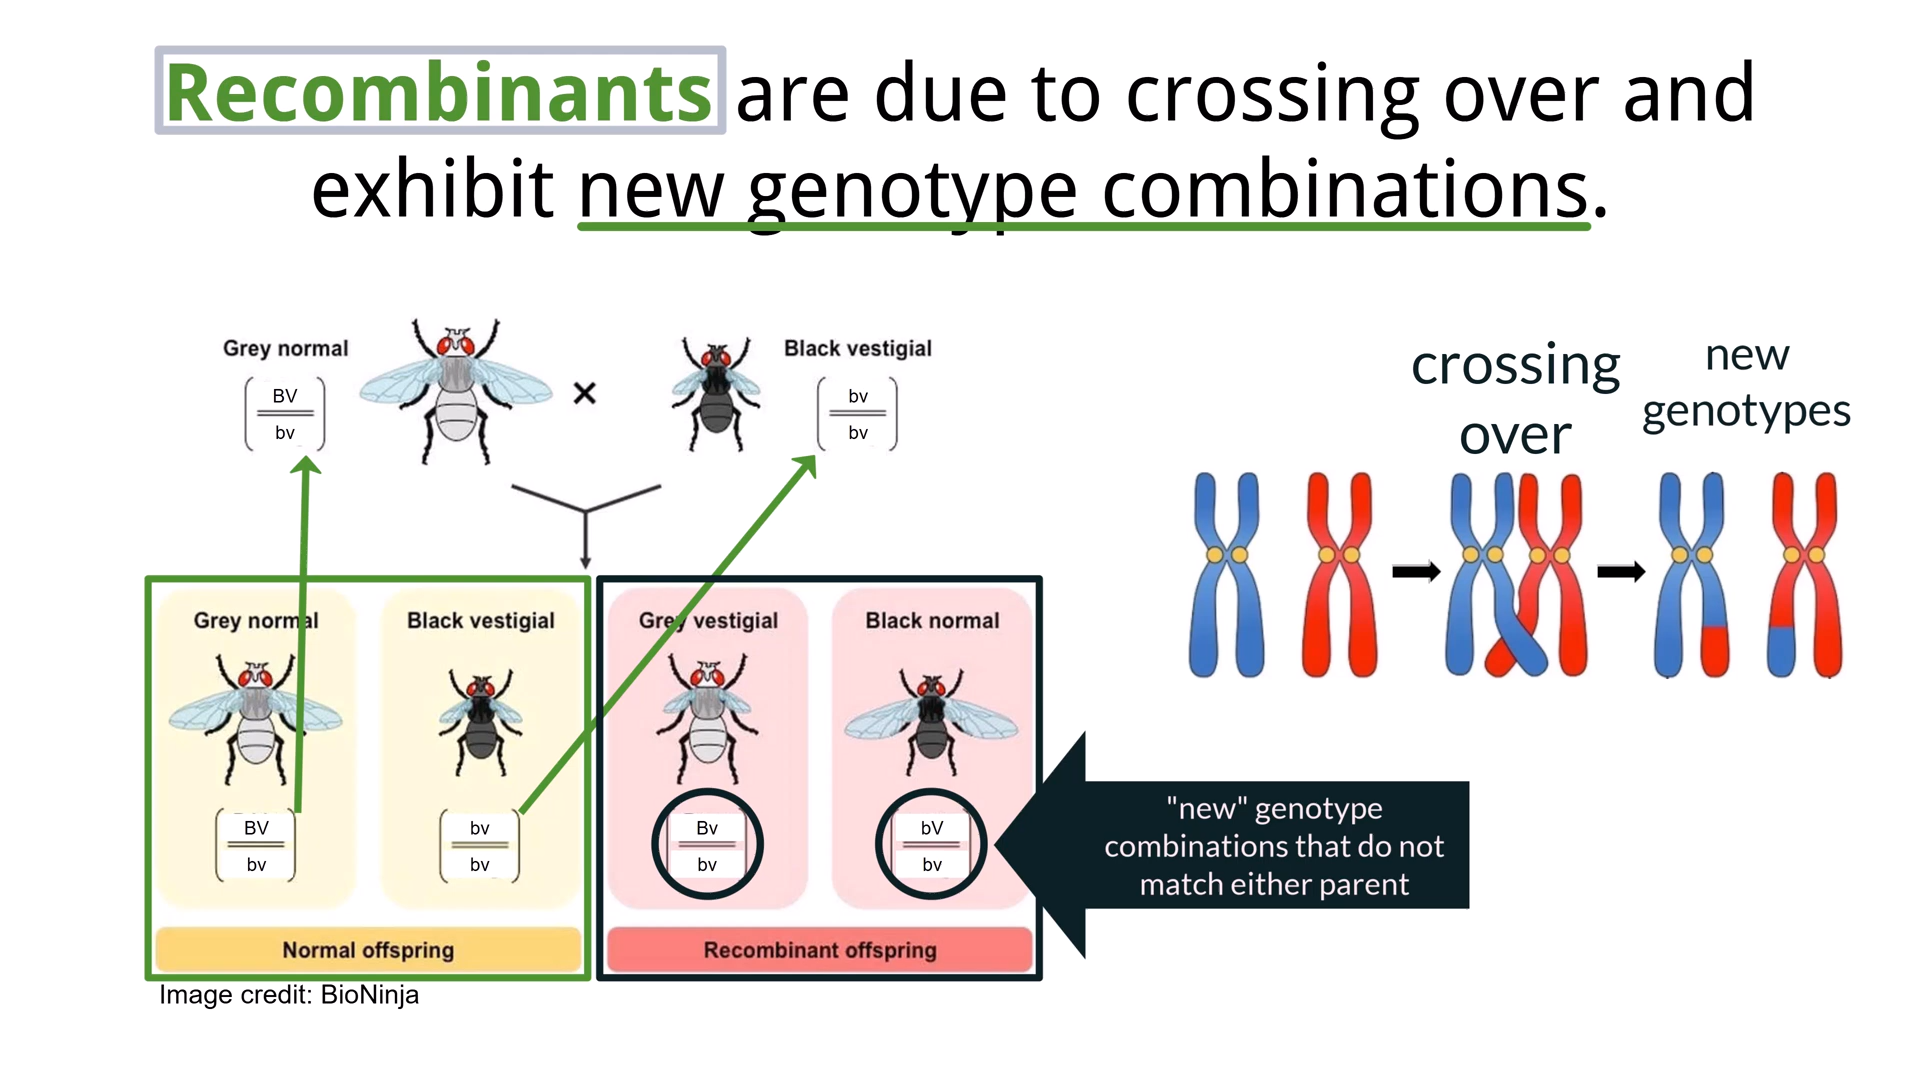 Recombinants are due to crossing over and
exhibit new genotype combinations.
Grey normal
BV
bv
×
Black vestigial
bv
bv
Grey normal
BV
bv
Black vestigial
bv
bv
Normal offspring
Grey vestigial
Bv
bv
Black normal
bV
bv
Recombinant offspring
Image credit: BioNinja
crossing
over
new
genotypes
"new" genotype
combinations that do not
match either parent